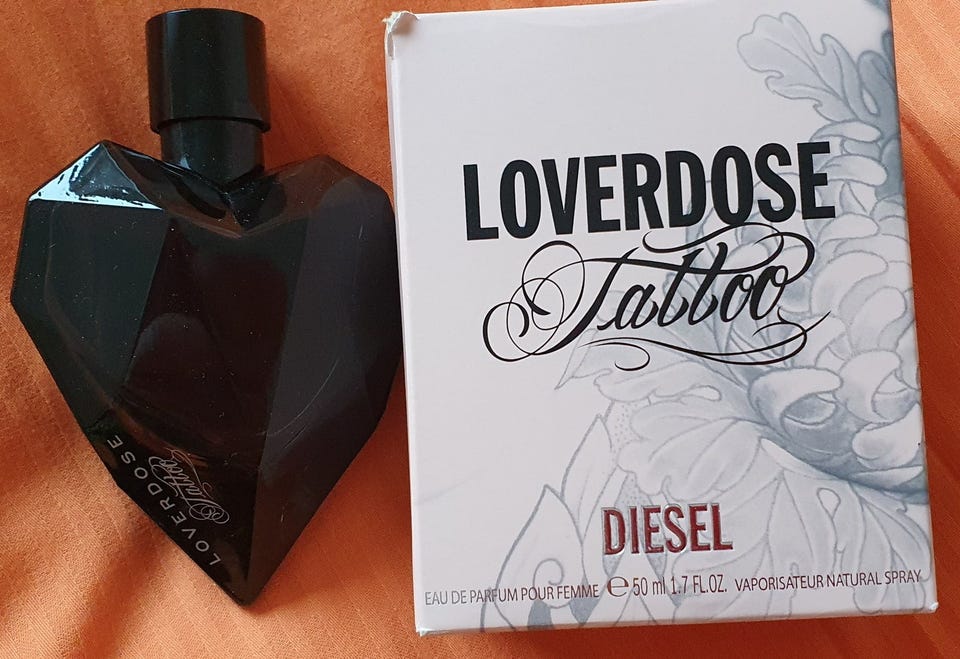 LOVERDOSE
Tattoo
LOVERDOSE
Tattoo
DIESEL
EAU DE PARFUM POUR FEMME ℮ 50 ml 1.7 FL.OZ. VAPORISATEUR NATURAL SPRAY